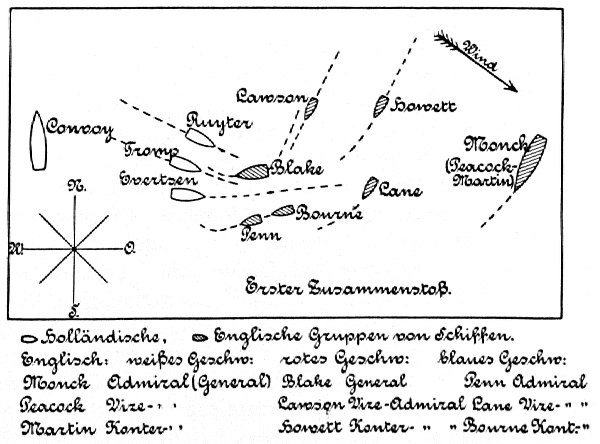 Wind
Lawson
Howett
Ruyter
Convoy
Tromp
Blake
Monck
(Peacock-
Martin)
Evertsen
Lane
Bourne
Penn
N.
W. O.
S.
Erster Zusammenstoß.
Holländische, Englische Gruppen von Schiffen.
Englisch: weißes Geschw: rotes Geschw: blaues Geschw:
Monck Admiral (General) Blake General Penn Admiral
Peacock Vize- " " Lawson Vize-Admiral Lane Vize- " "
Martin Konter- " " Howett Konter- " " Bourne Kont- " "